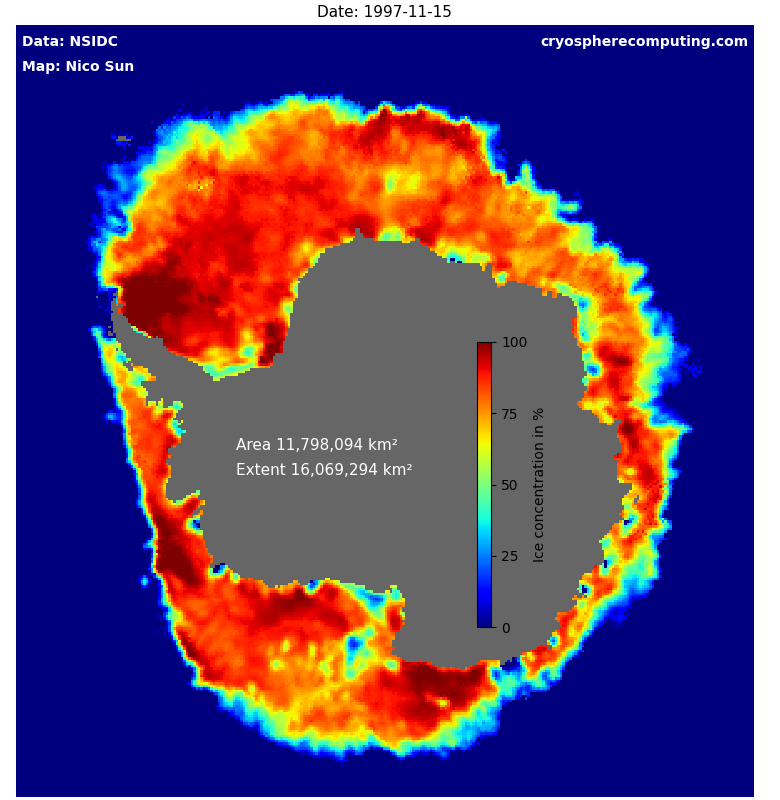 Date: 1997-11-15
Data: NSIDC
cryospherecomputing.com
Map: Nico Sun
100
75
50
25
0
Ice concentration in %
Area 11,798,094 km²
Extent 16,069,294 km²